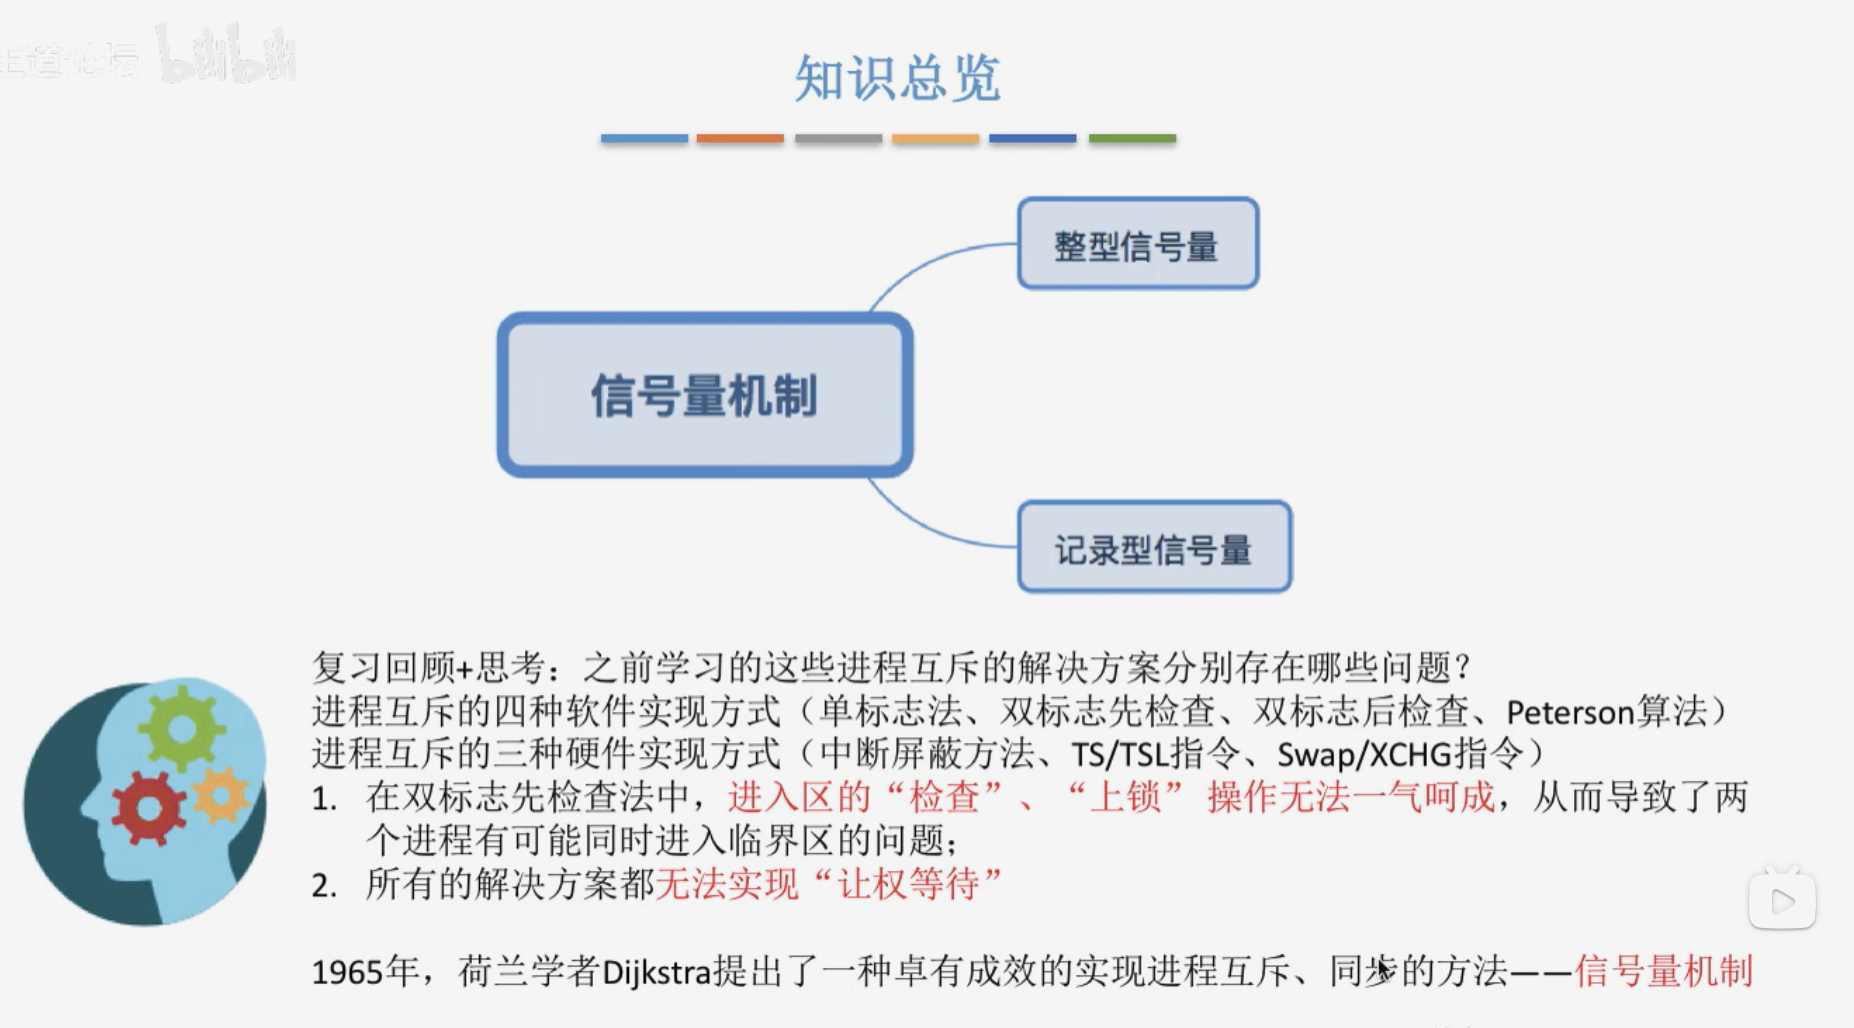 王道论坛 bilibili
知识总览
整型信号量
信号量机制
记录型信号量
复习回顾+思考：之前学习的这些进程互斥的解决方案分别存在哪些问题？
进程互斥的四种软件实现方式（单标志法、双标志先检查、双标志后检查、Peterson算法）
进程互斥的三种硬件实现方式（中断屏蔽方法、TS/TSL指令、Swap/XCHG指令）
1. 在双标志先检查法中，进入区的“检查”、“上锁” 操作无法一气呵成，从而导致了两
个进程有可能同时进入临界区的问题；
2. 所有的解决方案都无法实现“让权等待”
1965年，荷兰学者Dijkstra提出了一种卓有成效的实现进程互斥、同步的方法——信号量机制